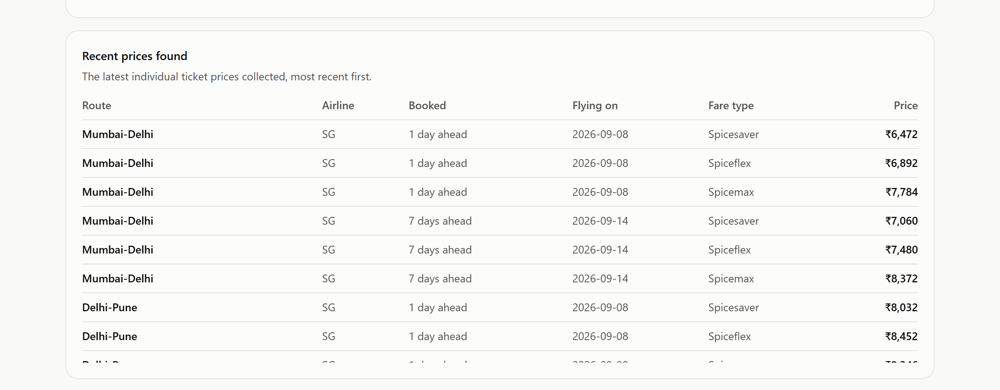 Recent prices found
The latest individual ticket prices collected, most recent first.
Route Airline Booked Flying on Fare type Price
Mumbai-Delhi SG 1 day ahead 2026-09-08 Spicesaver ₹6,472
Mumbai-Delhi SG 1 day ahead 2026-09-08 Spiceflex ₹6,892
Mumbai-Delhi SG 1 day ahead 2026-09-08 Spicemax ₹7,784
Mumbai-Delhi SG 7 days ahead 2026-09-14 Spicesaver ₹7,060
Mumbai-Delhi SG 7 days ahead 2026-09-14 Spiceflex ₹7,480
Mumbai-Delhi SG 7 days ahead 2026-09-14 Spicemax ₹8,372
Delhi-Pune SG 1 day ahead 2026-09-08 Spicesaver ₹8,032
Delhi-Pune SG 1 day ahead 2026-09-08 Spiceflex ₹8,452